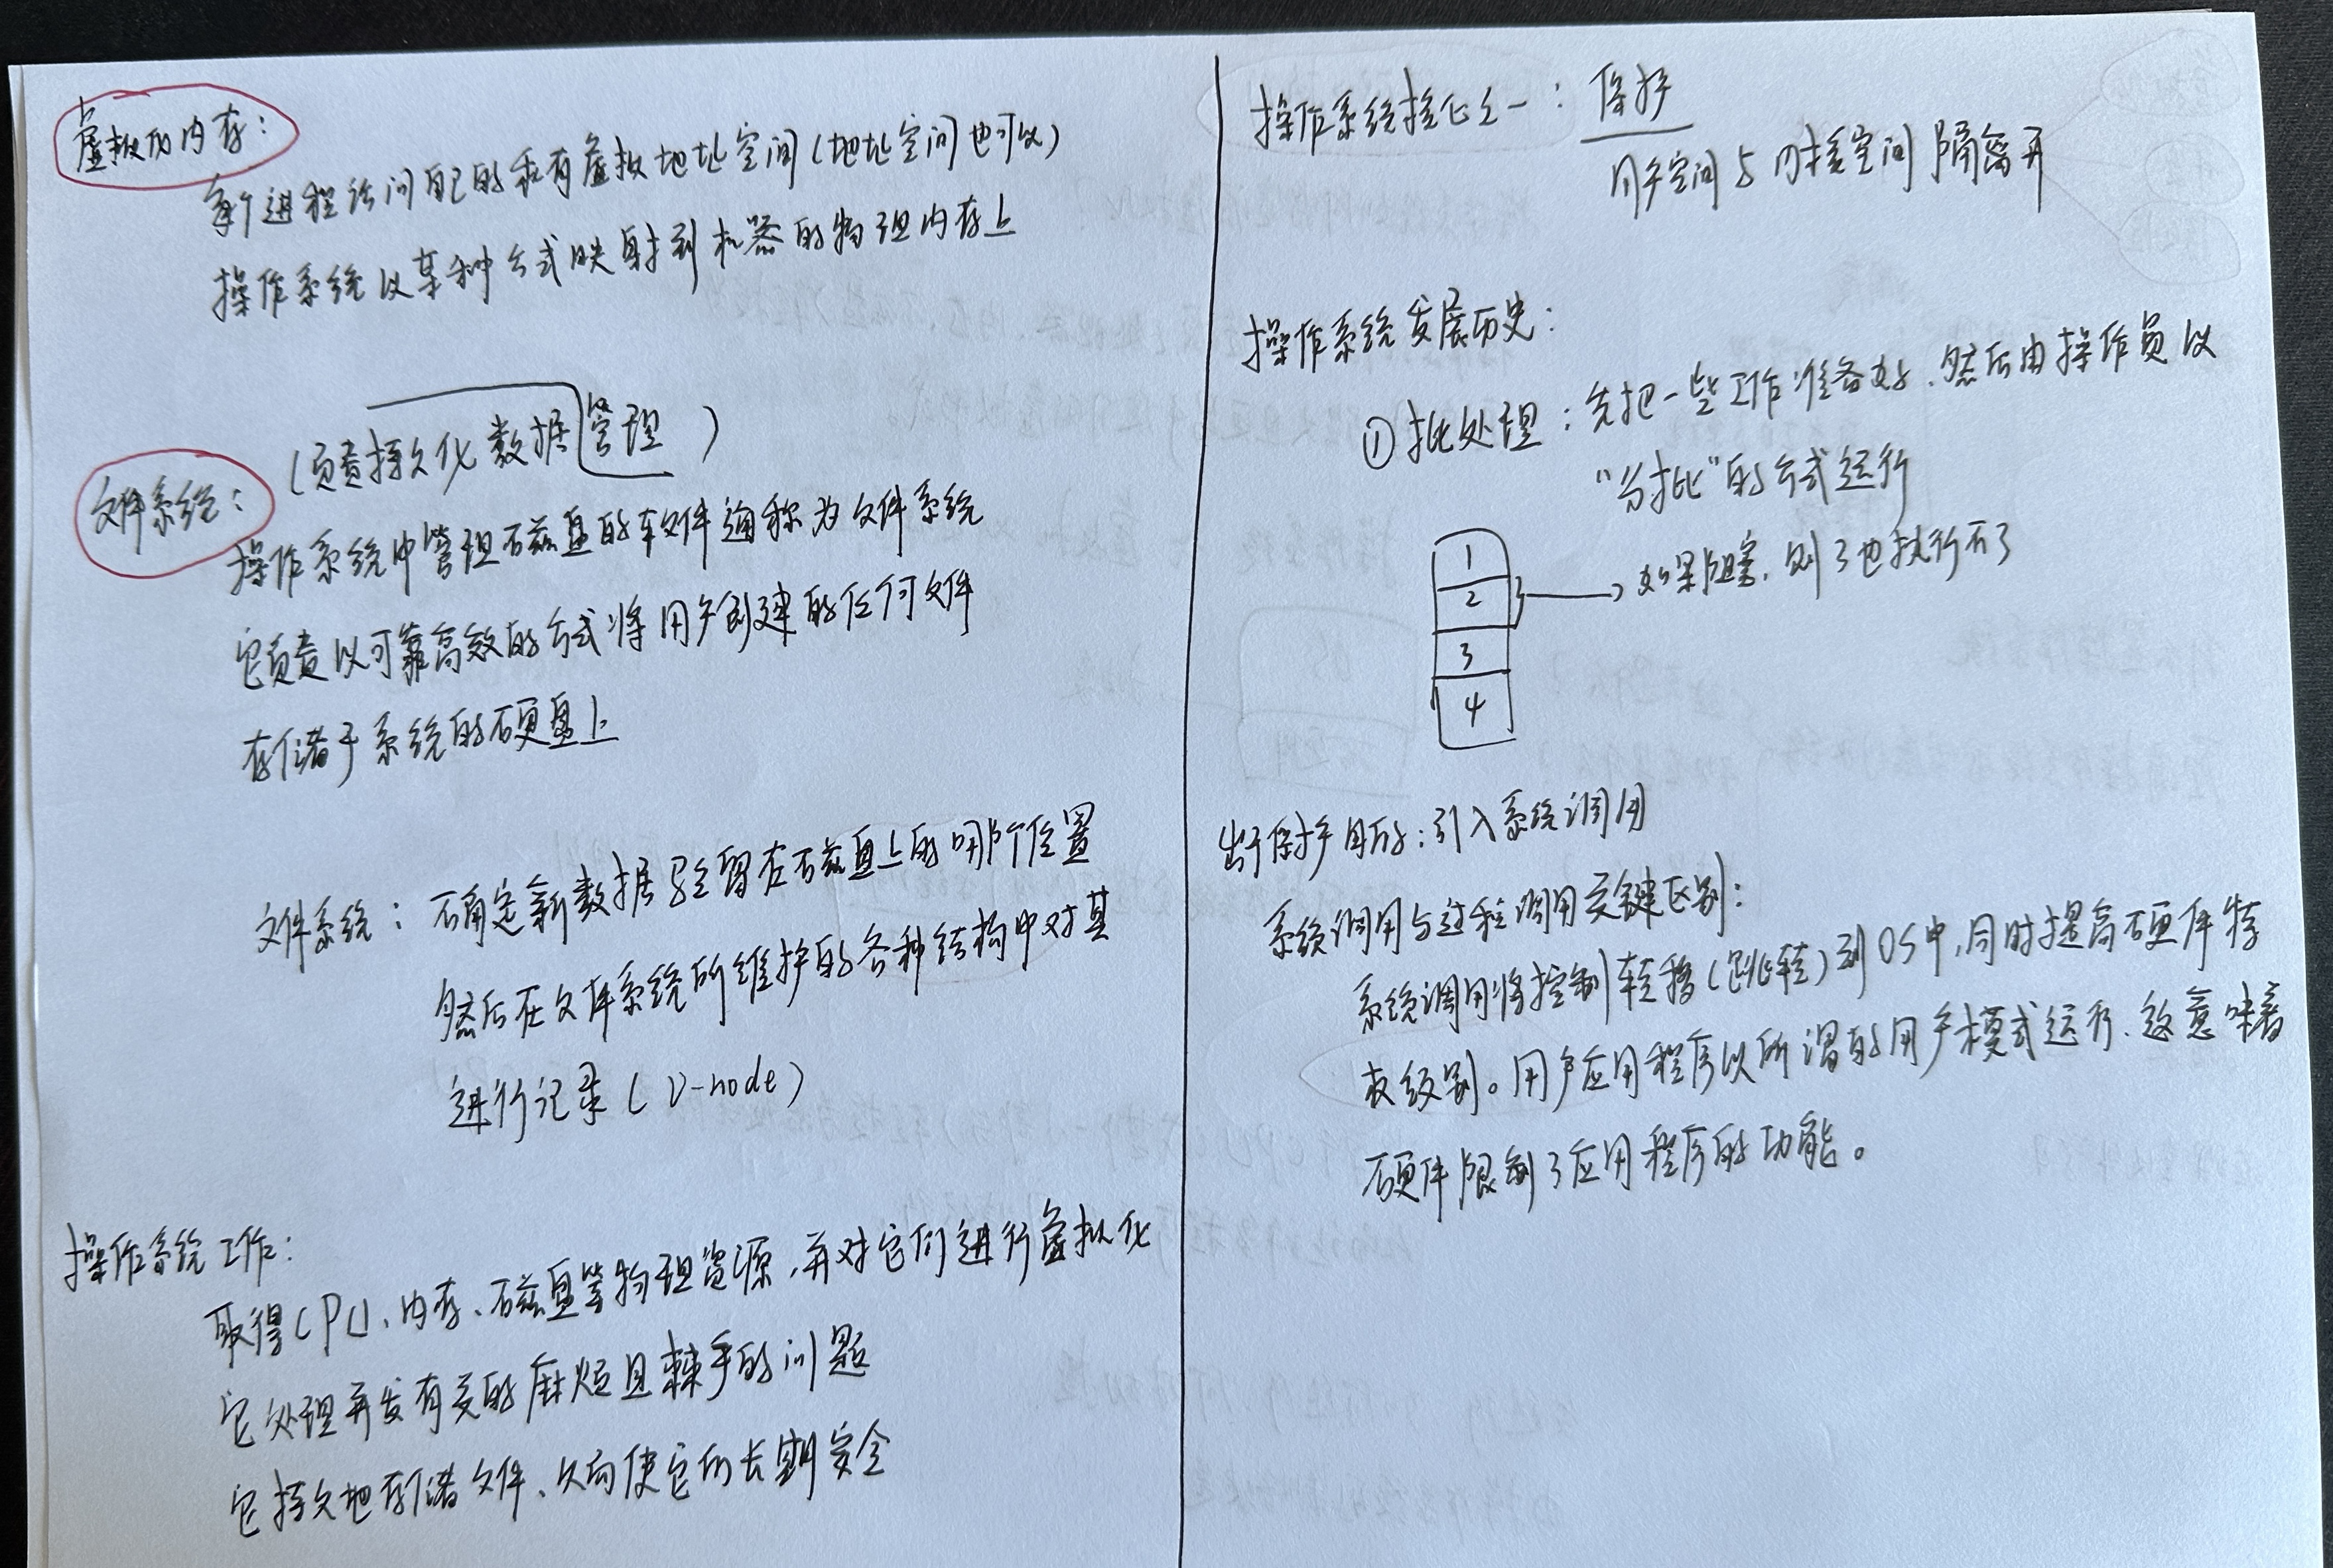 虚拟化内存：
每个进程访问自己的私有虚拟地址空间(地址空间也可以)
操作系统以某种方式映射到机器的物理内存上
(负责持久化数据管理)
文件系统：
操作系统中管理磁盘的软件通称为文件系统
它负责以可靠高效的方式将用户创建的任何文件
存储于系统的硬盘上
文件系统：确定新数据驻留在磁盘上的哪个位置
然后在文件系统所维护的各种结构中对其
进行记录(-node)
操作系统工作：
取得CPU、内存、磁盘等物理资源，并对它们进行虚拟化
它处理并发有关的麻烦且棘手的问题
它持久地存储文件、从而使它们长期安全
操作系统核心之一：保护
用户空间与内核空间隔离开
操作系统发展历史：
①批处理：先把一些工作准备好，然后由操作员以
“分批”的方式运行
1
2
3
4
如果阻塞，则3也执行不了
出于保护目的：引入系统调用
系统调用与过程调用关键区别：
系统调用将控制转移(跳转)到OS中，同时提高硬件特
权级别。用户应用程序以所谓的用户模式运行，这意味着
硬件限制了应用程序的功能。